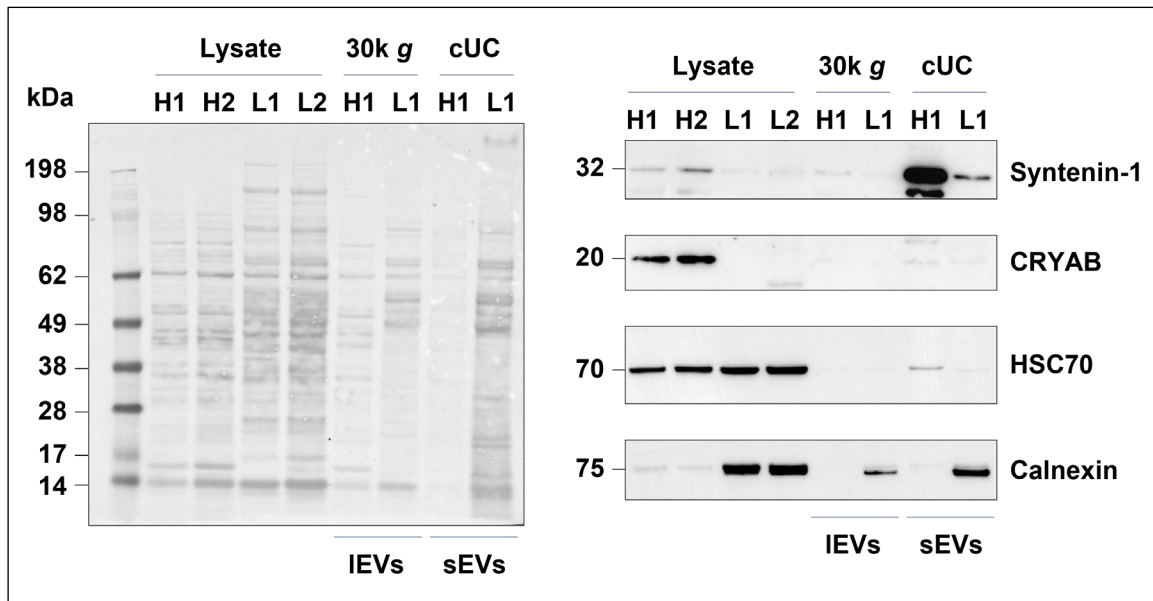 Lysate 30k g cUC
kDa H1 H2 L1 L2 H1 L1 H1 L1
198
98
62
49
38
28
17
14
lEVs sEVs
Lysate 30k g cUC
H1 H2 L1 L2 H1 L1 H1 L1
32 Syntenin-1
20 CRYAB
70 HSC70
75 Calnexin
lEVs sEVs